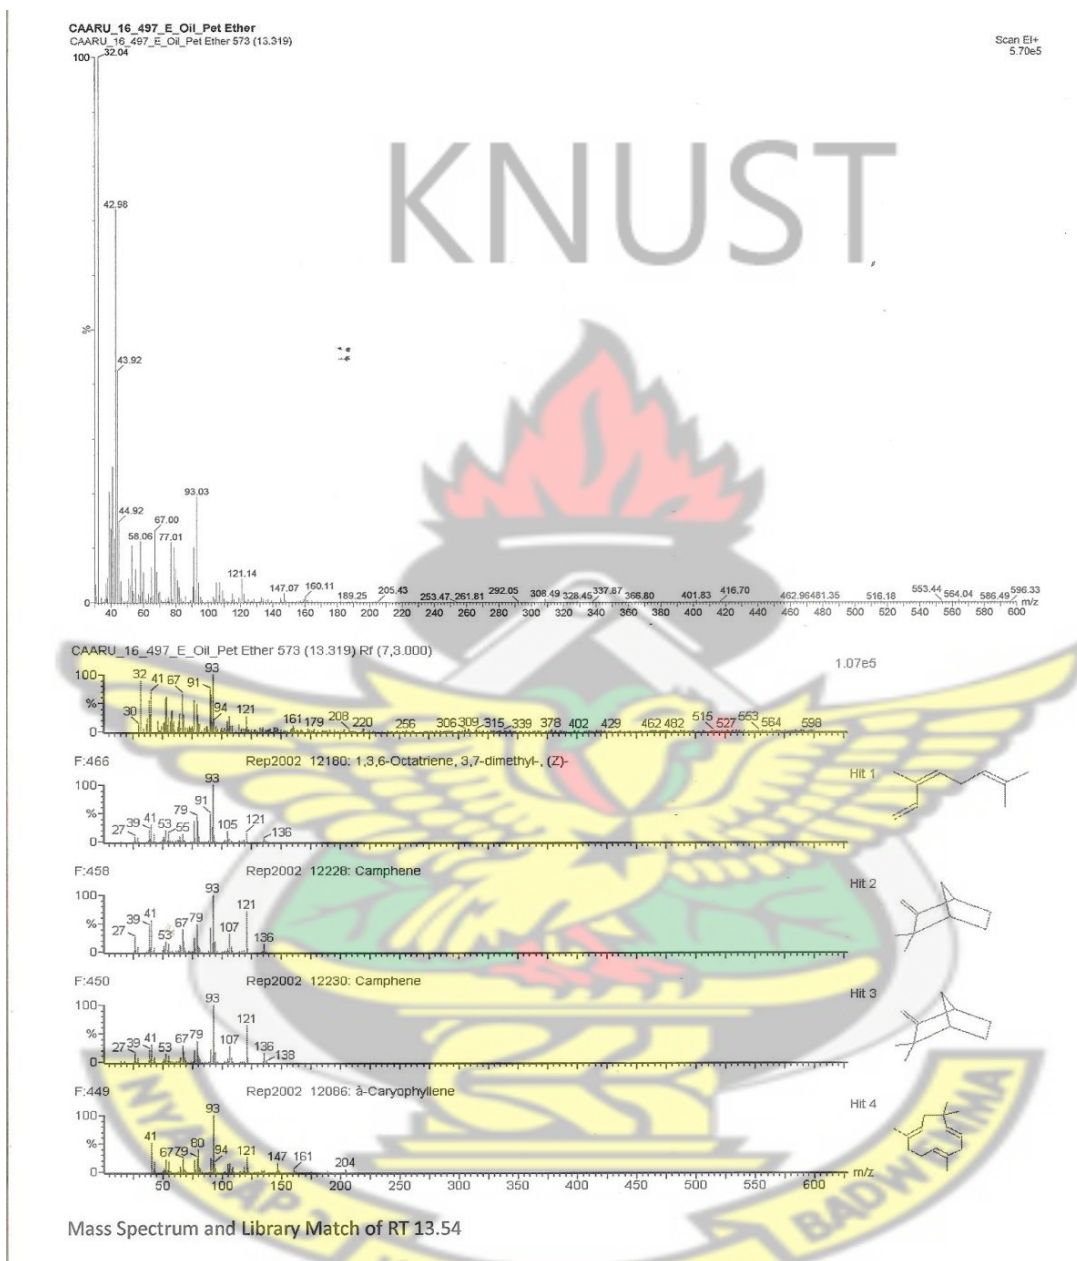 CAARU_16_497_E_Oil_Pet Ether
CAARU_16_497_E_Oil_Pet Ether 573 (13.319)
Scan EI+
5.70e5
100
32.04
KNUST
42.98
%
43.92
93.03
44.92
67.00
58.06 77.01
121.14
147.07 160.11
189.25 205.43 253.47 261.81 292.05 308.49 328.45 337.87 366.80 401.83 416.70 462.96 481.35 516.18 553.44 564.04 586.49 596.33
0 m/z
40 60 80 100 120 140 160 180 200 220 240 260 280 300 320 340 360 380 400 420 440 460 480 500 520 540 560 580 600
CAARU_16_497_E_Oil_Pet Ether 573 (13.319) Rf (7,3.000)
1.07e5
93
100 32 41 67 91
%
30 94 121 161 179 208 220 256 306 309 315 339 378 402 429 462 482 515 527 553 564 598
0
F:466 Rep2002 12180: 1,3,6-Octatriene, 3,7-dimethyl-, (Z)- Hit 1
93
100
%
27 39 41 53 55 79 91 105 121 136
0
F:458 Rep2002 12228: Camphene Hit 2
93
100
%
27 39 41 53 67 79 107 121 136
0
F:450 Rep2002 12230: Camphene Hit 3
93
100
%
27 39 41 53 67 79 107 121 136 138
0
F:449 Rep2002 12066: à-Caryophyllene Hit 4
93
100
%
41 67 79 80 94 121 147 161 204
0 m/z
50 100 150 200 250 300 350 400 450 500 550 600
BADWENMA
Mass Spectrum and Library Match of RT 13.54